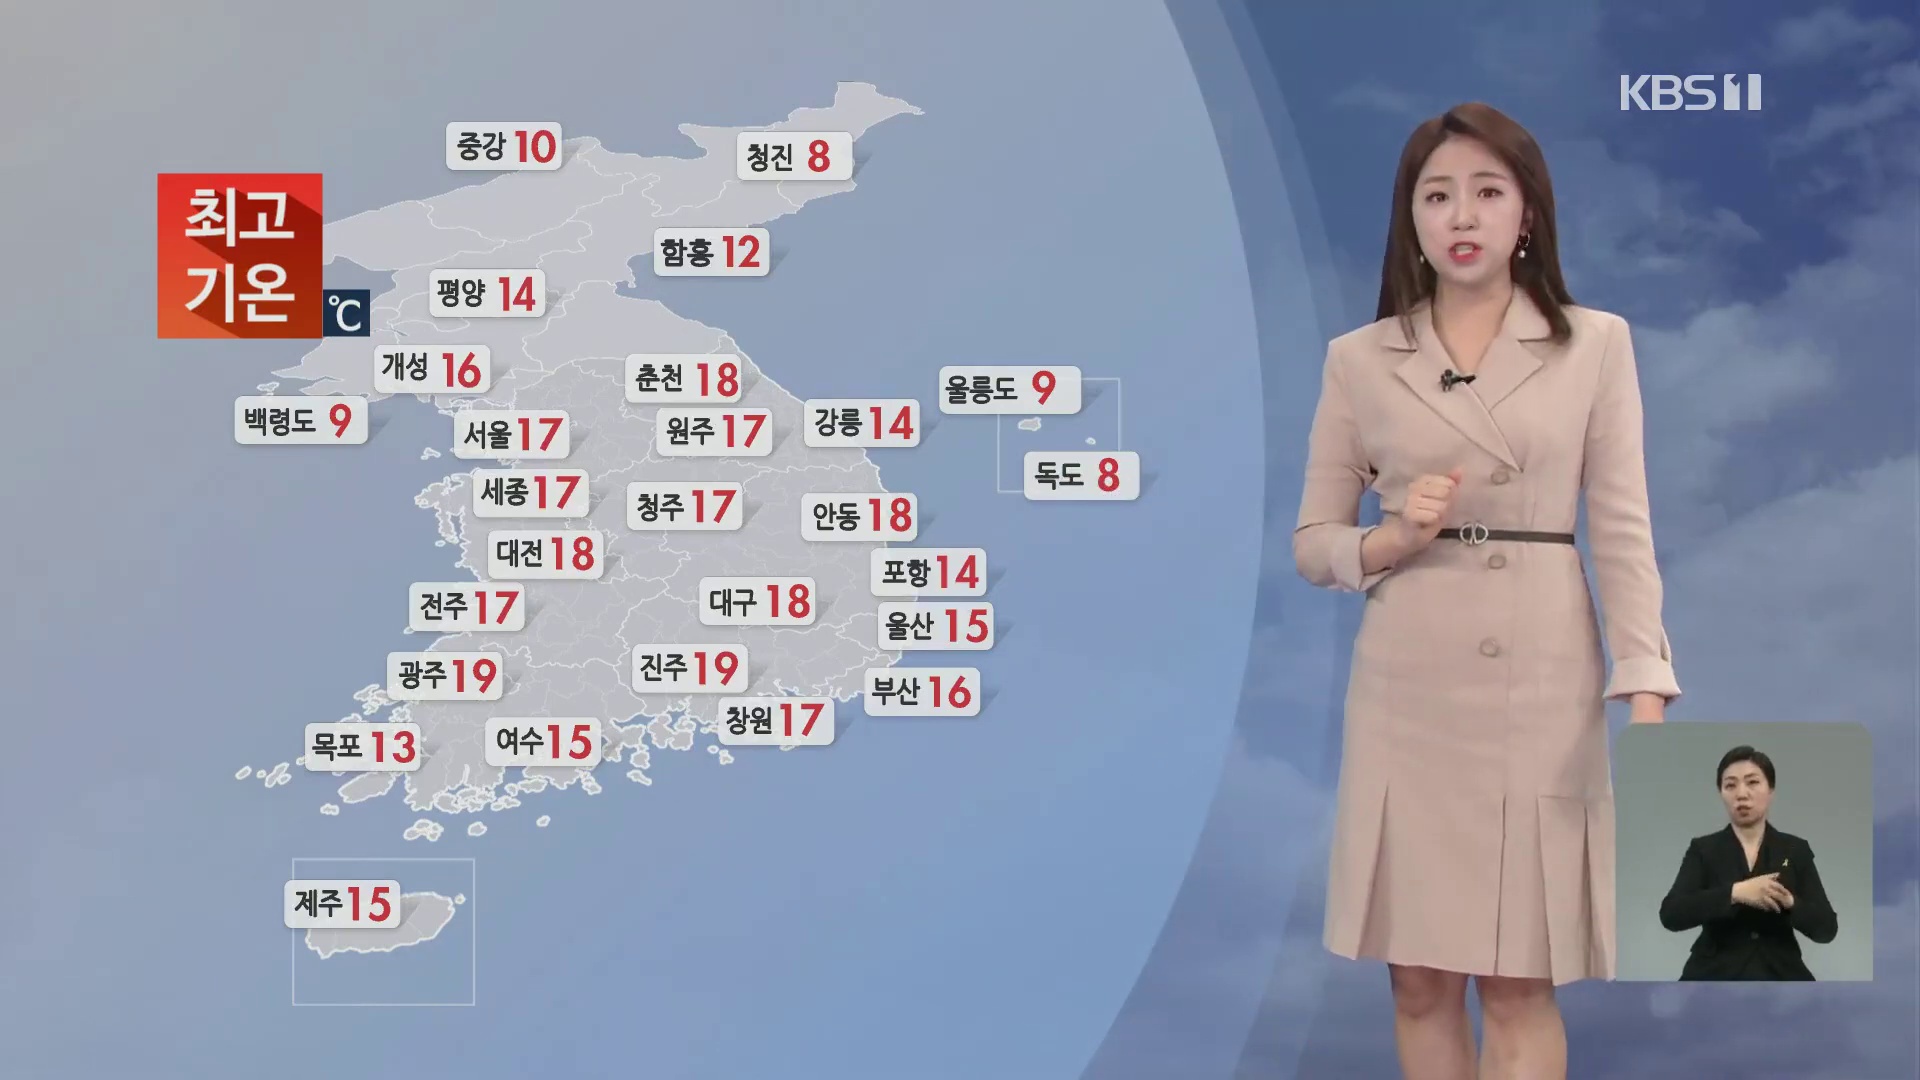 KBS 1
최고
기온
℃
중강 10
청진 8
함흥 12
평양 14
개성 16
춘천 18
백령도 9
서울 17
원주 17
강릉 14
울릉도 9
독도 8
세종 17
청주 17
안동 18
대전 18
포항 14
전주 17
대구 18
울산 15
광주 19
진주 19
부산 16
창원 17
목포 13
여수 15
제주 15